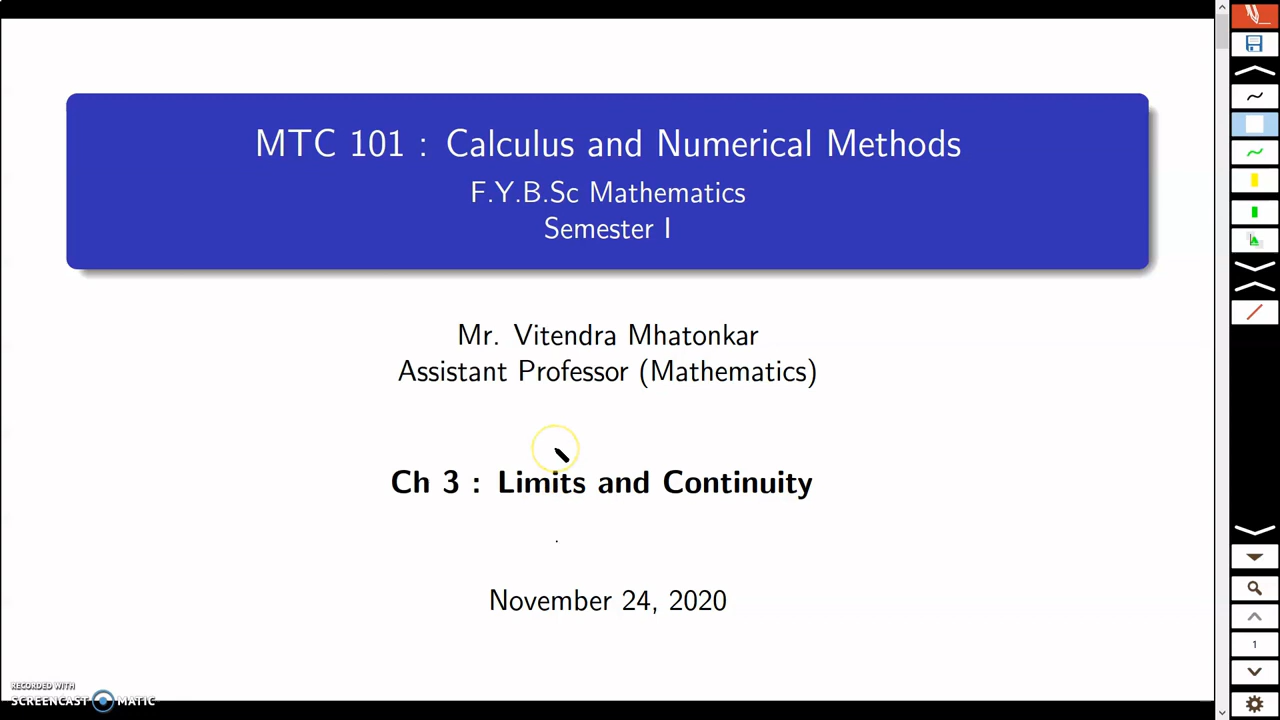 MTC 101 : Calculus and Numerical Methods
F.Y.B.Sc Mathematics
Semester I
Mr. Vitendra Mhatonkar
Assistant Professor (Mathematics)
Ch 3 : Limits and Continuity
.
November 24, 2020
1
RECORDED WITH
SCREENCAST MATIC